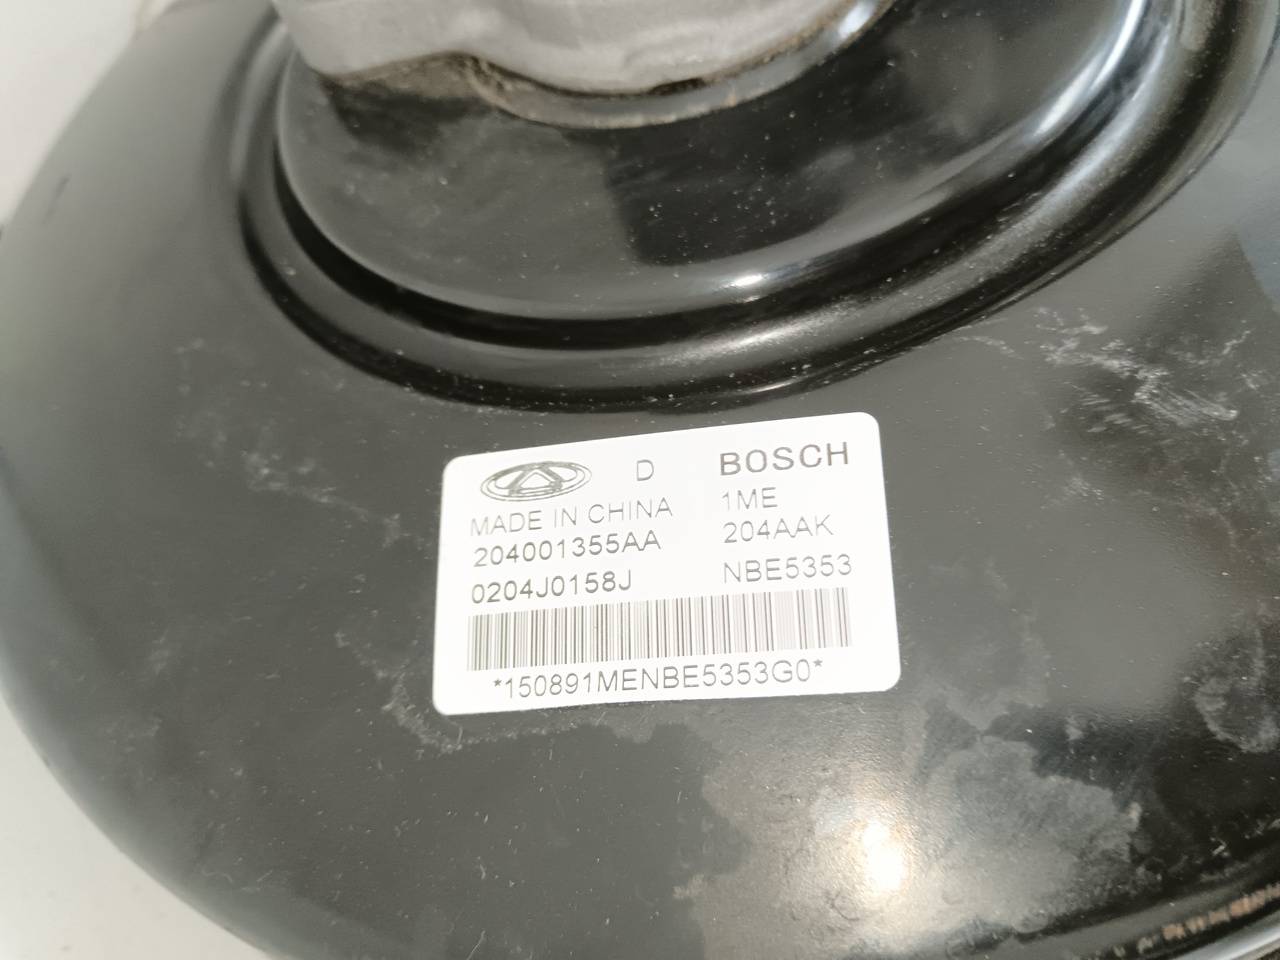 D BOSCH
MADE IN CHINA 1ME
204001355AA 204AAK
0204J0158J NBE5353
*150891MENBE5353G0*